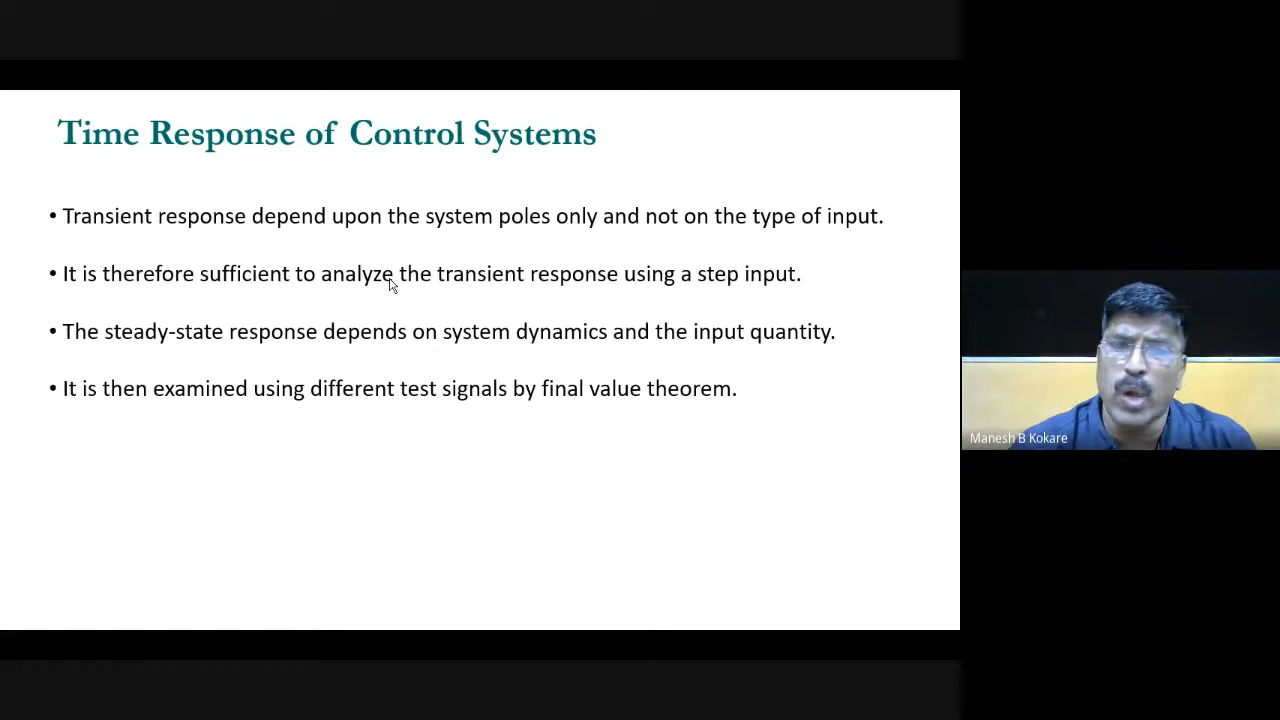 Time Response of Control Systems
• Transient response depend upon the system poles only and not on the type of input.
• It is therefore sufficient to analyze the transient response using a step input.
• The steady-state response depends on system dynamics and the input quantity.
• It is then examined using different test signals by final value theorem.
Manesh B Kokare